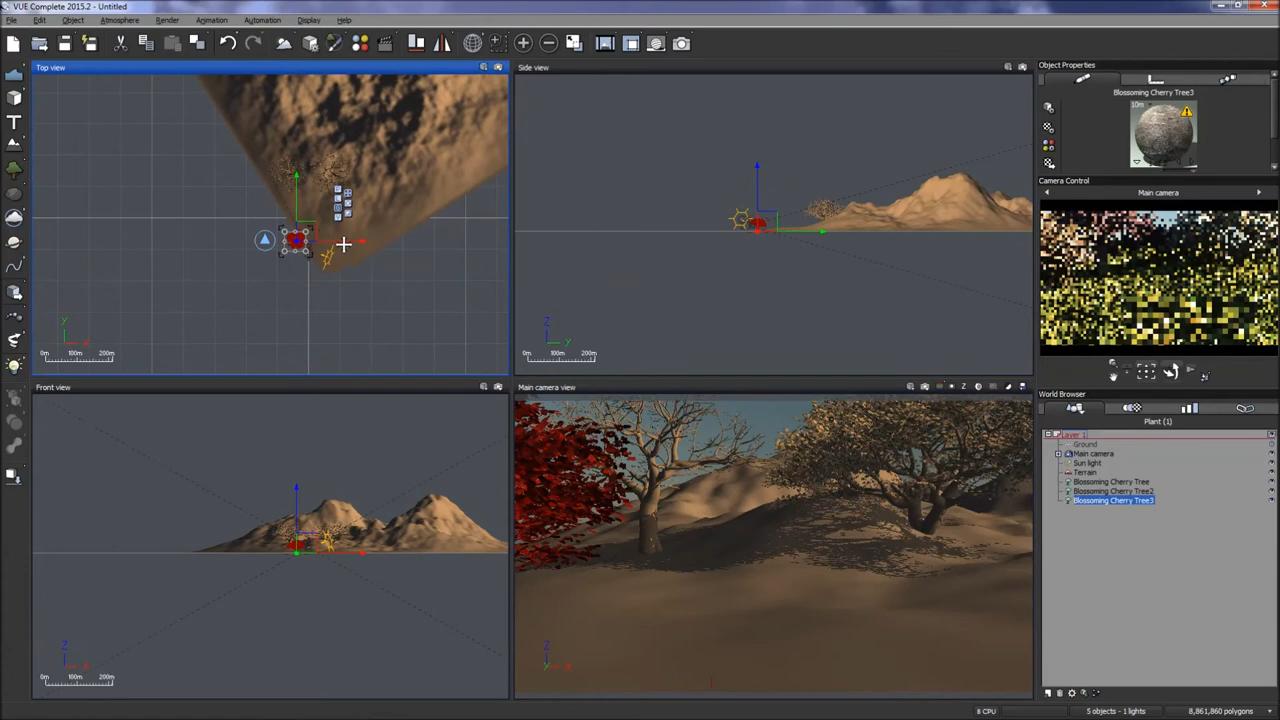 VUE Complete 2015.2 - Untitled
File Edit Object Atmosphere Render Animation Automation Display Help
Top view
Side view
Object Properties
Blossoming Cherry Tree3
10m
Camera Control
Main camera
Y
X
0m 100m 200m
Z
Y
0m 100m 200m
Front view
Main camera view
Z
World Browser
Plant (1)
Layer 1
Ground
Main camera
Sun light
Terrain
Blossoming Cherry Tree
Blossoming Cherry Tree2
Blossoming Cherry Tree3
Z
X
0m 100m 200m
Z
Y
X
8 CPU
5 objects - 1 lights
8,861,860 polygons